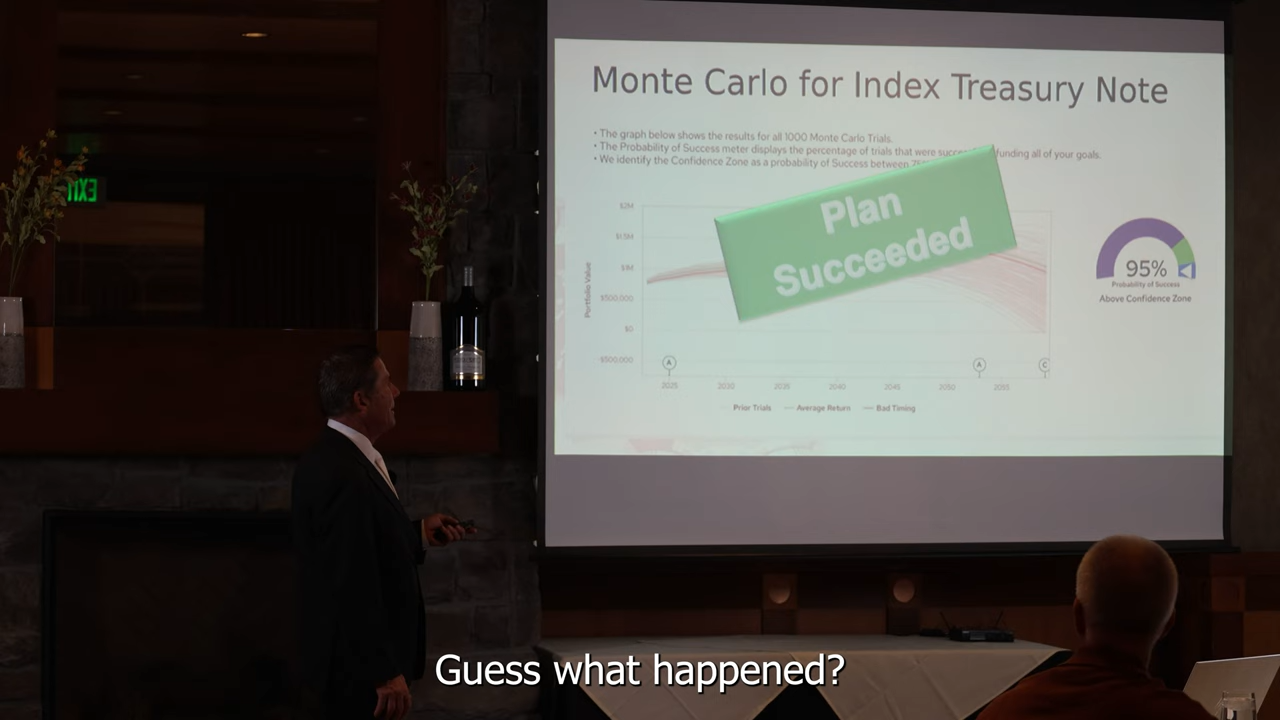 Monte Carlo for Index Treasury Note
• The graph below shows the results for all 1000 Monte Carlo Trials.
• The Probability of Success meter displays the percentage of trials that were funding all of your goals.
• We identify the Confidence Zone as a probability of Success between
Plan
Succeeded
$2M
$1.5M
$1M
$500,000
$0
-$500,000
Portfolio Value
A
A
C
2025 2030 2035 2040 2045 2050 2055
Prior Trials Average Return Bad Timing
95%
Probability of Success
Above Confidence Zone
EXIT
Guess what happened?